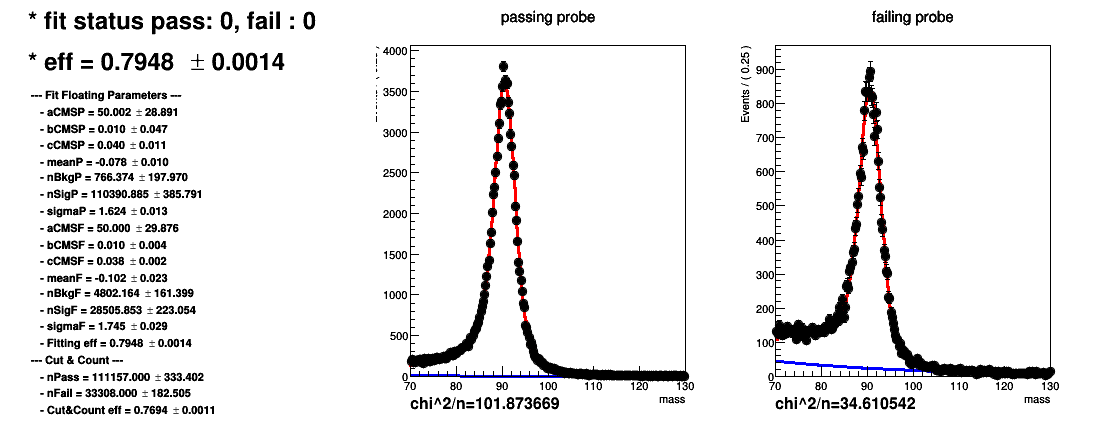 * fit status pass: 0, fail : 0
* eff = 0.7948 ± 0.0014
--- Fit Floating Parameters ---
- aCMSP = 50.002 ± 28.891
- bCMSP = 0.010 ± 0.047
- cCMSP = 0.040 ± 0.011
- meanP = -0.078 ± 0.010
- nBkgP = 766.374 ± 197.970
- nSigP = 110390.885 ± 385.791
- sigmaP = 1.624 ± 0.013
- aCMSF = 50.000 ± 29.876
- bCMSF = 0.010 ± 0.004
- cCMSF = 0.038 ± 0.002
- meanF = -0.102 ± 0.023
- nBkgF = 4802.164 ± 161.399
- nSigF = 28505.853 ± 223.054
- sigmaF = 1.745 ± 0.029
- Fitting eff = 0.7948 ± 0.0014
--- Cut & Count ---
- nPass = 111157.000 ± 333.402
- nFail = 33308.000 ± 182.505
- Cut&Count eff = 0.7694 ± 0.0011
passing probe
4000
3500
3000
2500
2000
1500
1000
500
0
70 80 90 100 110 120 130
mass
chi^2/n=101.873669
failing probe
Events / ( 0.25 )
900
800
700
600
500
400
300
200
100
0
70 80 90 100 110 120 130
mass
chi^2/n=34.610542